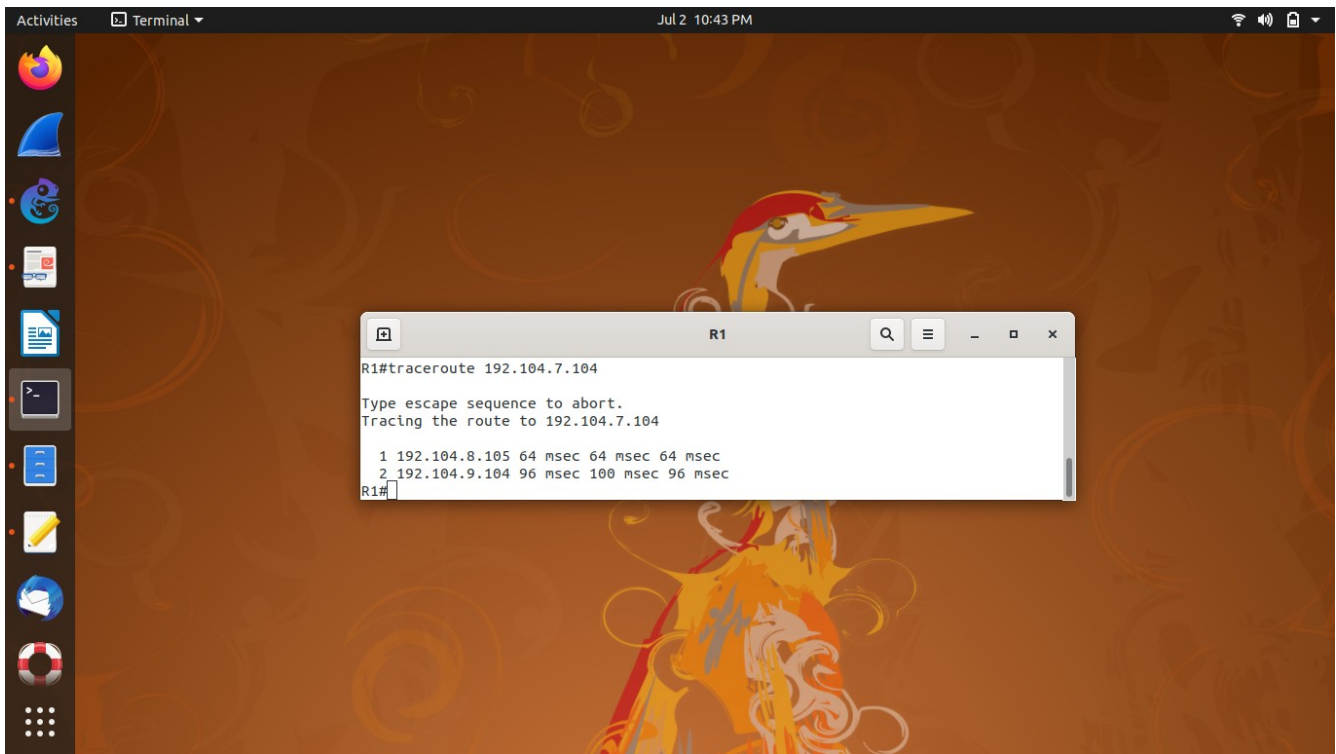 Activities Terminal Jul 2 10:43 PM
R1
R1#traceroute 192.104.7.104
Type escape sequence to abort.
Tracing the route to 192.104.7.104
1 192.104.8.105 64 msec 64 msec 64 msec
2 192.104.9.104 96 msec 100 msec 96 msec
R1#